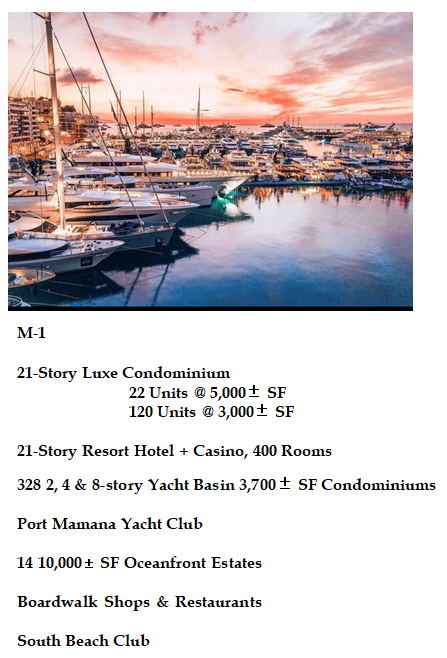 M-1
21-Story Luxe Condominium
22 Units @ 5,000± SF
120 Units @ 3,000± SF
21-Story Resort Hotel + Casino, 400 Rooms
328 2, 4 & 8-story Yacht Basin 3,700 ± SF Condominiums
Port Mamana Yacht Club
14 10,000± SF Oceanfront Estates
Boardwalk Shops & Restaurants
South Beach Club